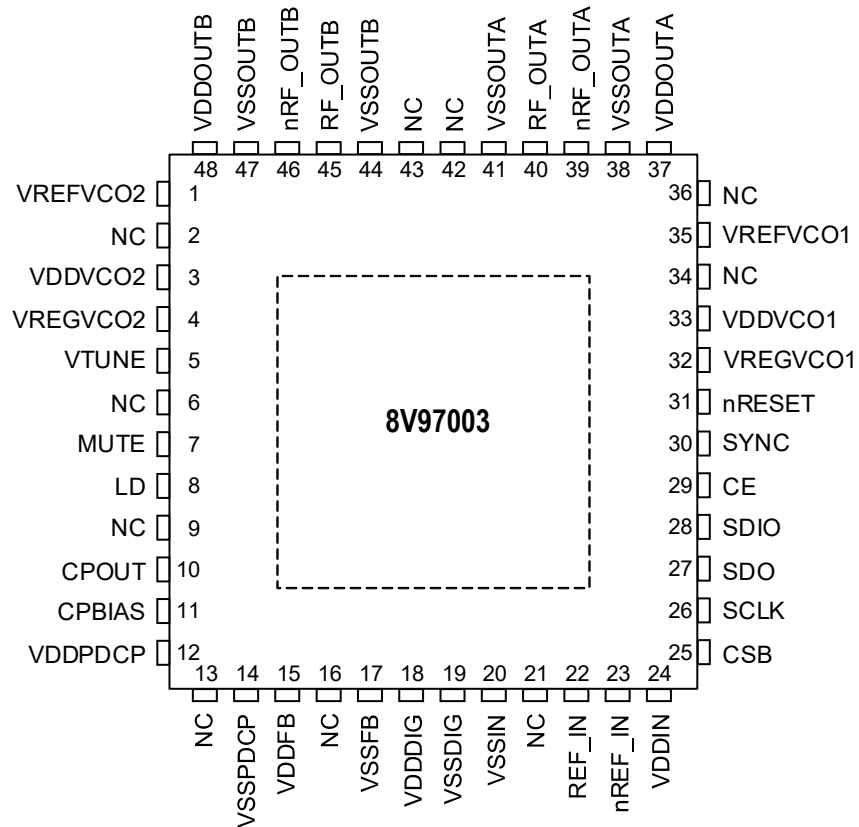 VDDOUTB
VSSOUTB
nRF_OUTB
RF_OUTB
VSSOUTB
NC
NC
VSSOUTA
RF_OUTA
nRF_OUTA
VSSOUTA
VDDOUTA
48 47 46 45 44 43 42 41 40 39 38 37
VREFVCO2 1 36 NC
NC 2 35 VREFVCO1
VDDVCO2 3 34 NC
VREGVCO2 4 33 VDDVCO1
VTUNE 5 32 VREGVCO1
NC 6 31 nRESET
MUTE 7 8V97003 30 SYNC
LD 8 29 CE
NC 9 28 SDIO
CPOUT 10 27 SDO
CPBIAS 11 26 SCLK
VDDPDCP 12 25 CSB
13 14 15 16 17 18 19 20 21 22 23 24
NC
VSSPDCP
VDDFB
NC
VSSFB
VDDDIG
VSSDIG
VSSIN
NC
REF_IN
nREF_IN
VDDIN